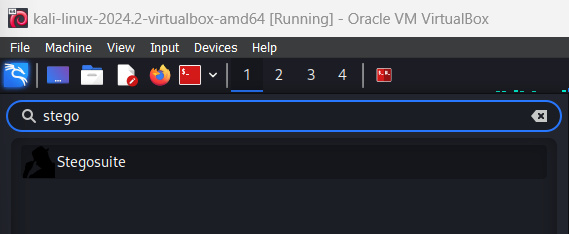 kali-linux-2024.2-virtualbox-amd64 [Running] - Oracle VM VirtualBox
File Machine View Input Devices Help
1 2 3 4
stego
Stegosuite